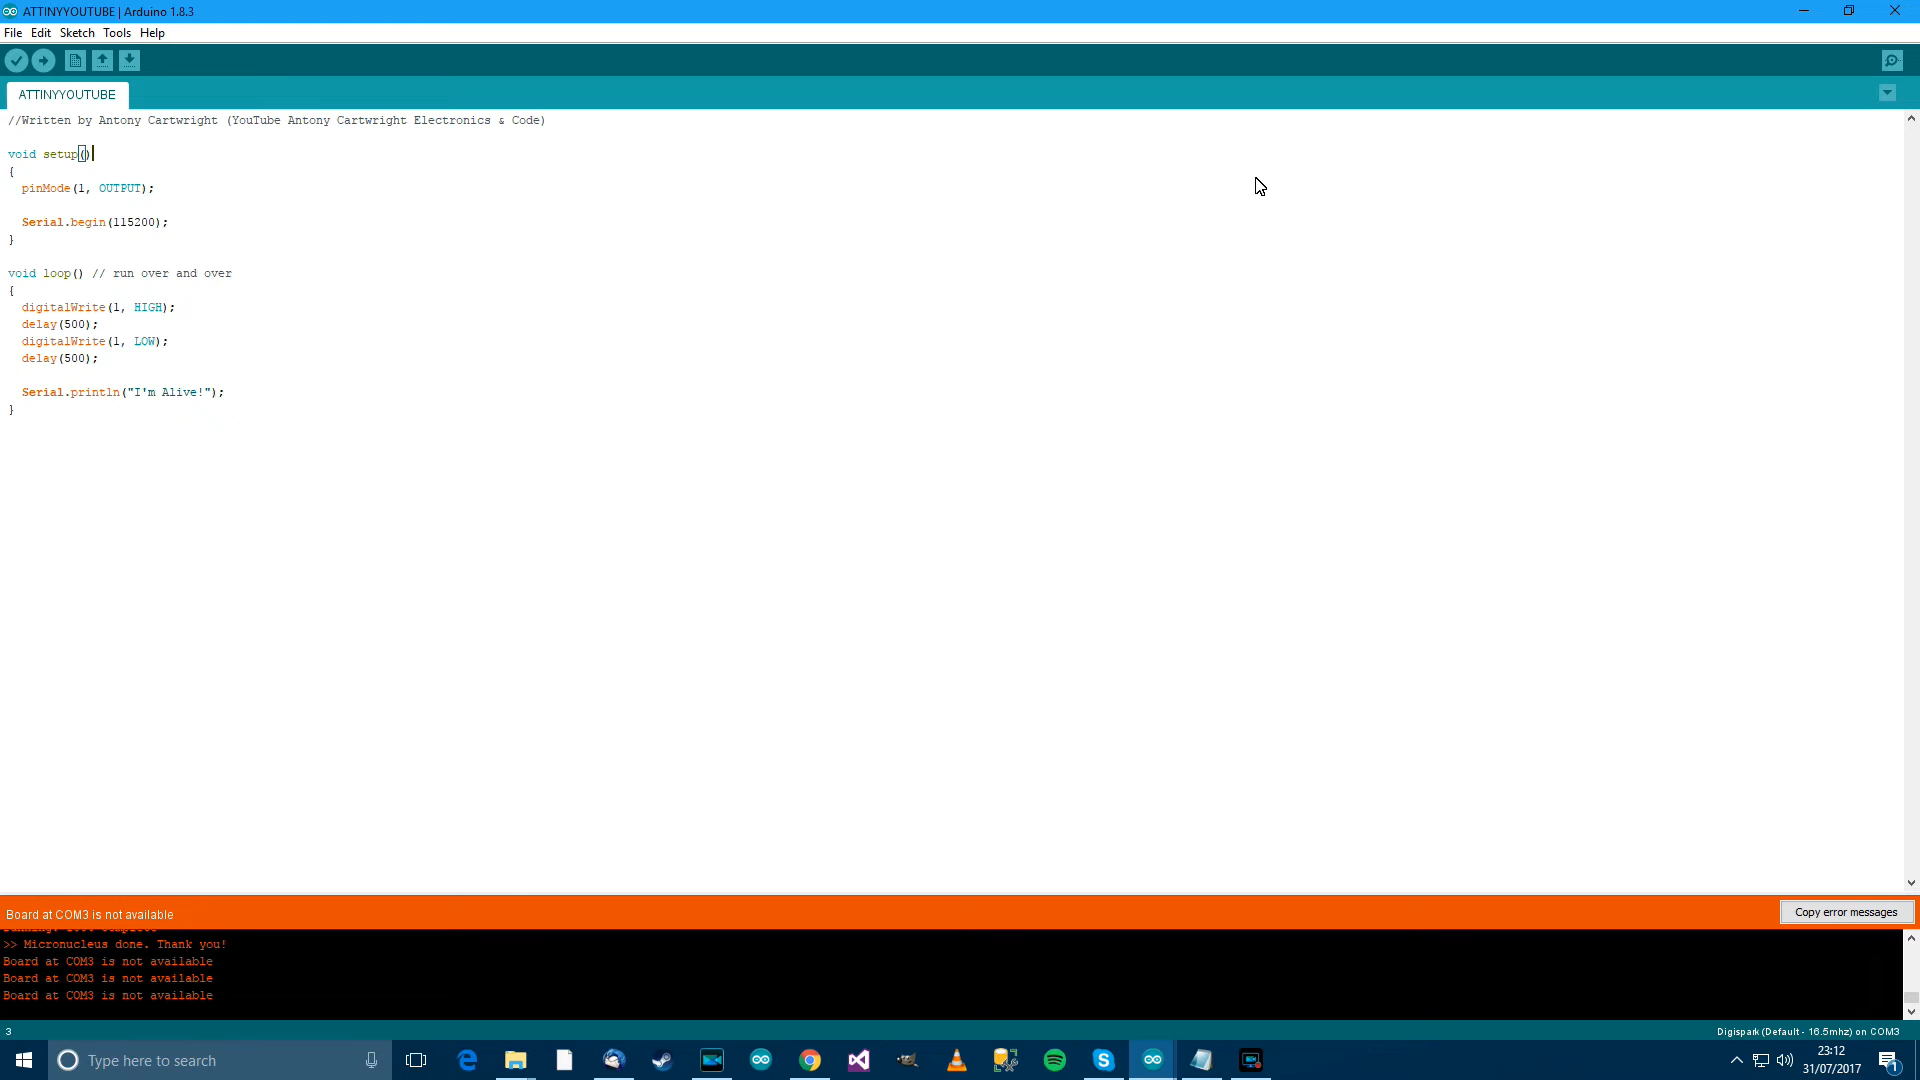 ATTINYYOUTUBE | Arduino 1.8.3
File Edit Sketch Tools Help
ATTINYYOUTUBE
//Written by Antony Cartwright (YouTube Antony Cartwright Electronics & Code)
void setup()
{
pinMode(1, OUTPUT);
Serial.begin(115200);
}
void loop() // run over and over
{
digitalWrite(1, HIGH);
delay(500);
digitalWrite(1, LOW);
delay(500);
Serial.println("I'm Alive!");
}
Board at COM3 is not available
Copy error messages
>> Micronucleus done. Thank you!
Board at COM3 is not available
Board at COM3 is not available
Board at COM3 is not available
3
Digispark (Default - 16.5mhz) on COM3
Type here to search
23:12
31/07/2017
1